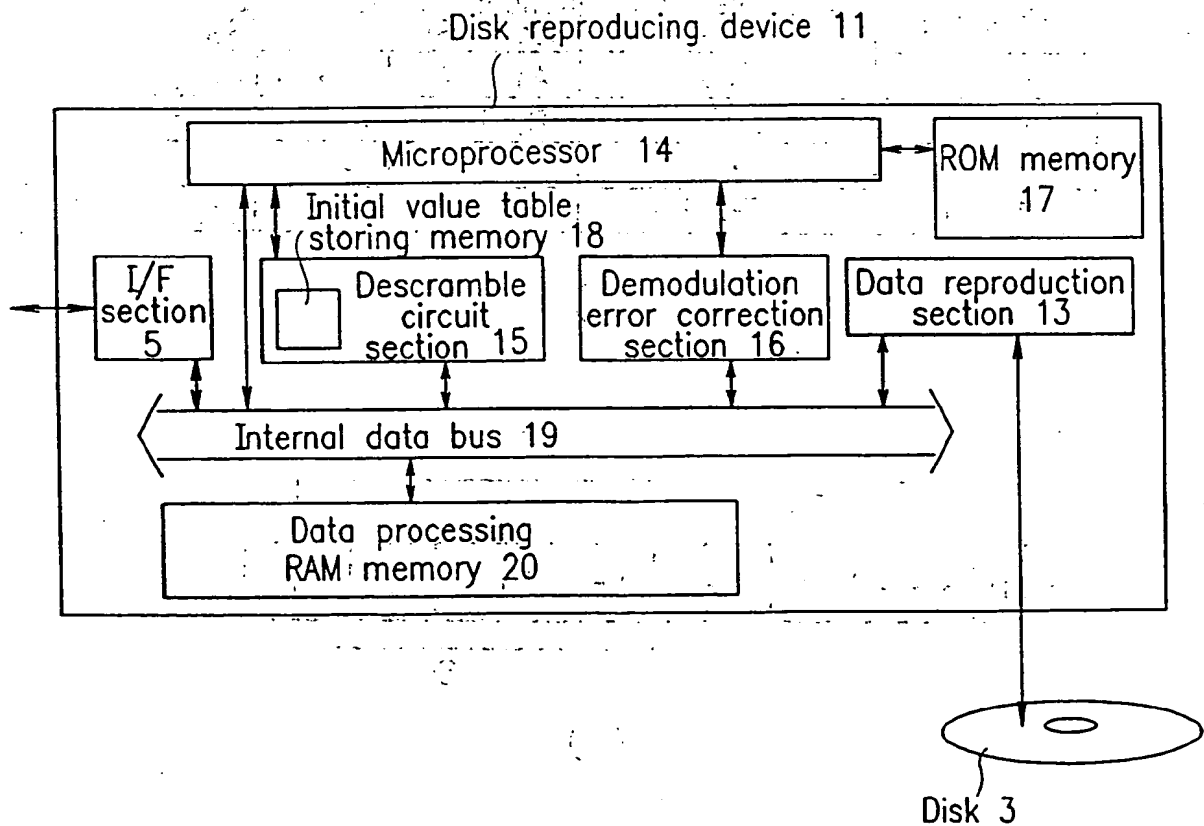 Disk reproducing device 11
Microprocessor 14
ROM memory
17
Initial value table
storing memory 18
I/F
section
5
Descramble
circuit
section 15
Demodulation
error correction
section 16
Data reproduction
section 13
Internal data bus 19
Data processing
RAM memory 20
Disk 3